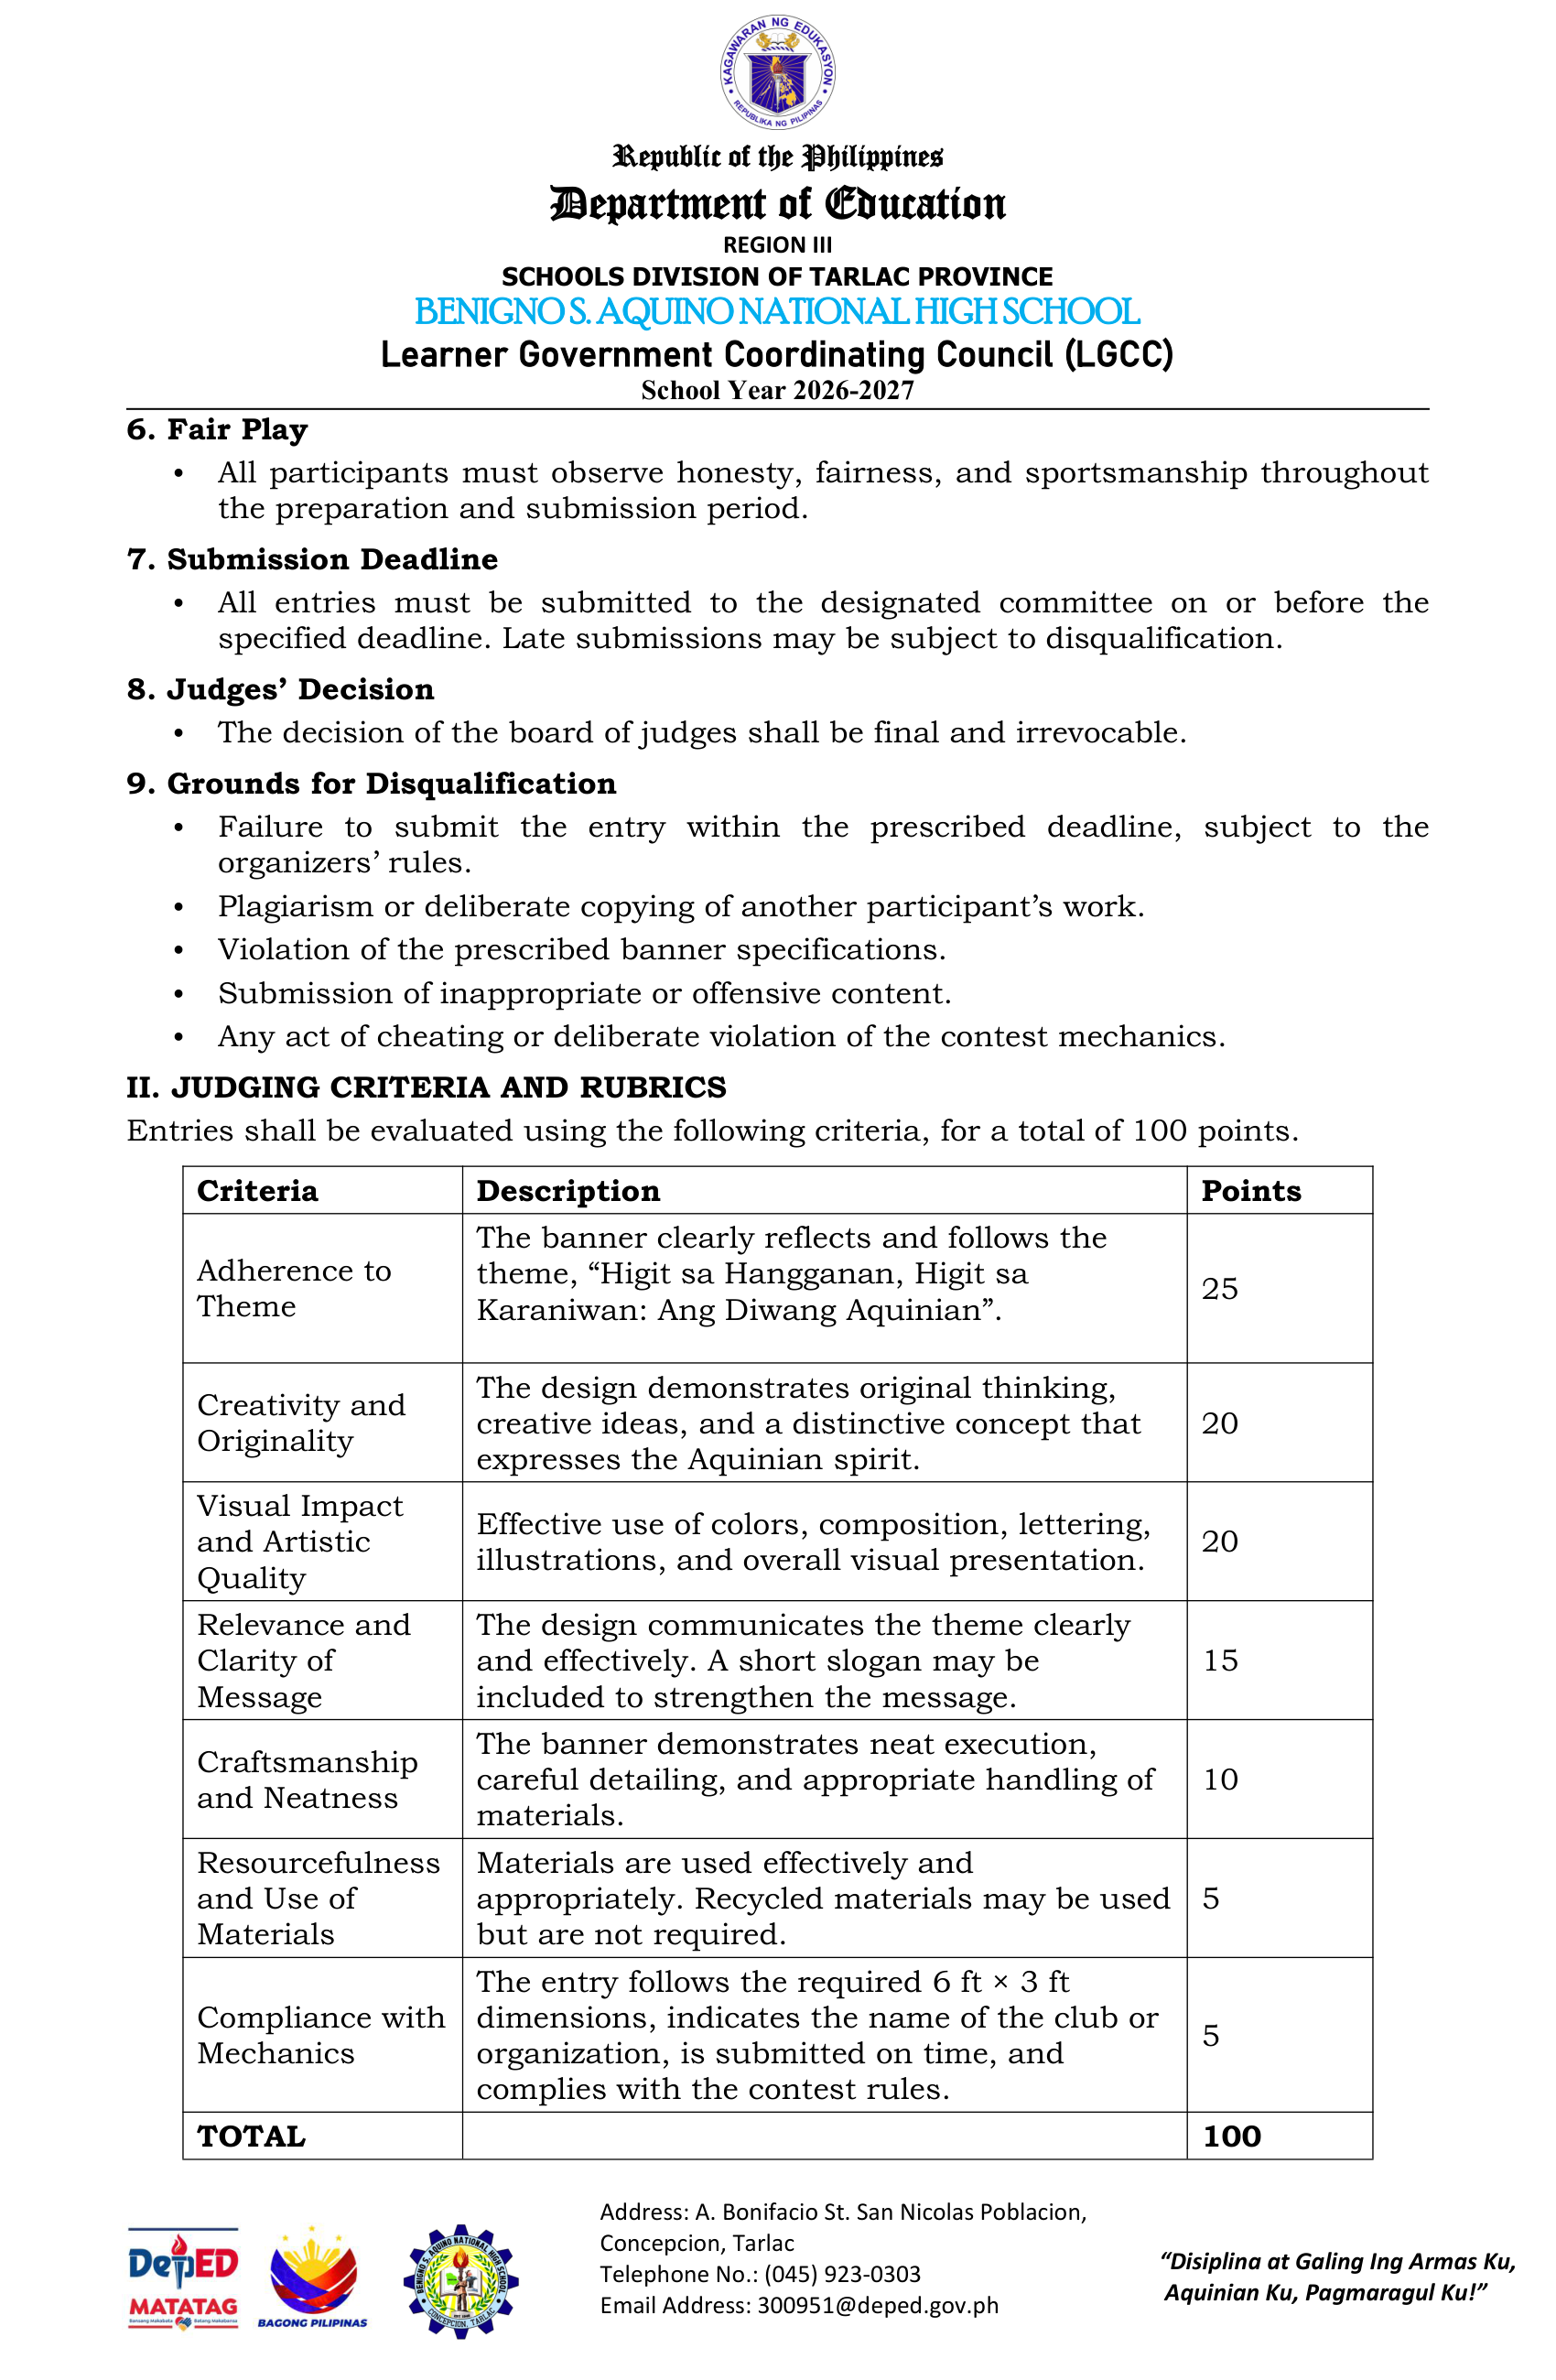 KAGAWARAN NG EDUKASYON
REPUBLIKA NG PILIPINAS
Republic of the Philippines
Department of Education
REGION III
SCHOOLS DIVISION OF TARLAC PROVINCE
BENIGNO S. AQUINO NATIONAL HIGH SCHOOL
Learner Government Coordinating Council (LGCC)
School Year 2026-2027
6. Fair Play
• All participants must observe honesty, fairness, and sportsmanship throughout
the preparation and submission period.
7. Submission Deadline
• All entries must be submitted to the designated committee on or before the
specified deadline. Late submissions may be subject to disqualification.
8. Judges’ Decision
• The decision of the board of judges shall be final and irrevocable.
9. Grounds for Disqualification
• Failure to submit the entry within the prescribed deadline, subject to the
organizers’ rules.
• Plagiarism or deliberate copying of another participant’s work.
• Violation of the prescribed banner specifications.
• Submission of inappropriate or offensive content.
• Any act of cheating or deliberate violation of the contest mechanics.
II. JUDGING CRITERIA AND RUBRICS
Entries shall be evaluated using the following criteria, for a total of 100 points.
Criteria Description Points
Adherence to
Theme
The banner clearly reflects and follows the
theme, “Higit sa Hangganan, Higit sa
Karaniwan: Ang Diwang Aquinian”.
25
Creativity and
Originality
The design demonstrates original thinking,
creative ideas, and a distinctive concept that
expresses the Aquinian spirit.
20
Visual Impact
and Artistic
Quality
Effective use of colors, composition, lettering,
illustrations, and overall visual presentation.
20
Relevance and
Clarity of
Message
The design communicates the theme clearly
and effectively. A short slogan may be
included to strengthen the message.
15
Craftsmanship
and Neatness
The banner demonstrates neat execution,
careful detailing, and appropriate handling of
materials.
10
Resourcefulness
and Use of
Materials
Materials are used effectively and
appropriately. Recycled materials may be used
but are not required.
5
Compliance with
Mechanics
The entry follows the required 6 ft × 3 ft
dimensions, indicates the name of the club or
organization, is submitted on time, and
complies with the contest rules.
5
TOTAL 100
DepED
MATATAG
BAGONG PILIPINAS
BENIGNO S. AQUINO NATIONAL HIGH SCHOOL
CONCEPCION, TARLAC
Address: A. Bonifacio St. San Nicolas Poblacion,
Concepcion, Tarlac
Telephone No.: (045) 923-0303
Email Address: 300951@deped.gov.ph
“Disiplina at Galing Ing Armas Ku,
Aquinian Ku, Pagmaragul Ku!”